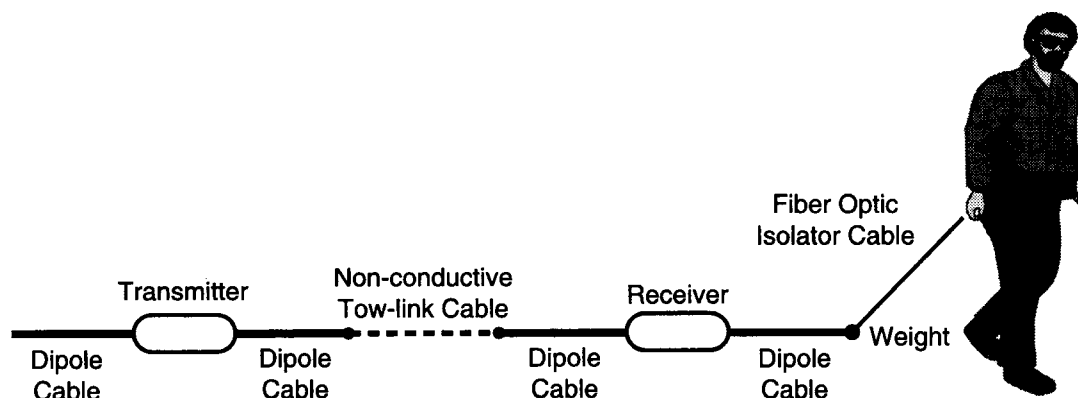 Fiber Optic
Isolator Cable
Non-conductive
Tow-link Cable
Transmitter
Receiver
Weight
Dipole
Cable
Dipole
Cable
Dipole
Cable
Dipole
Cable